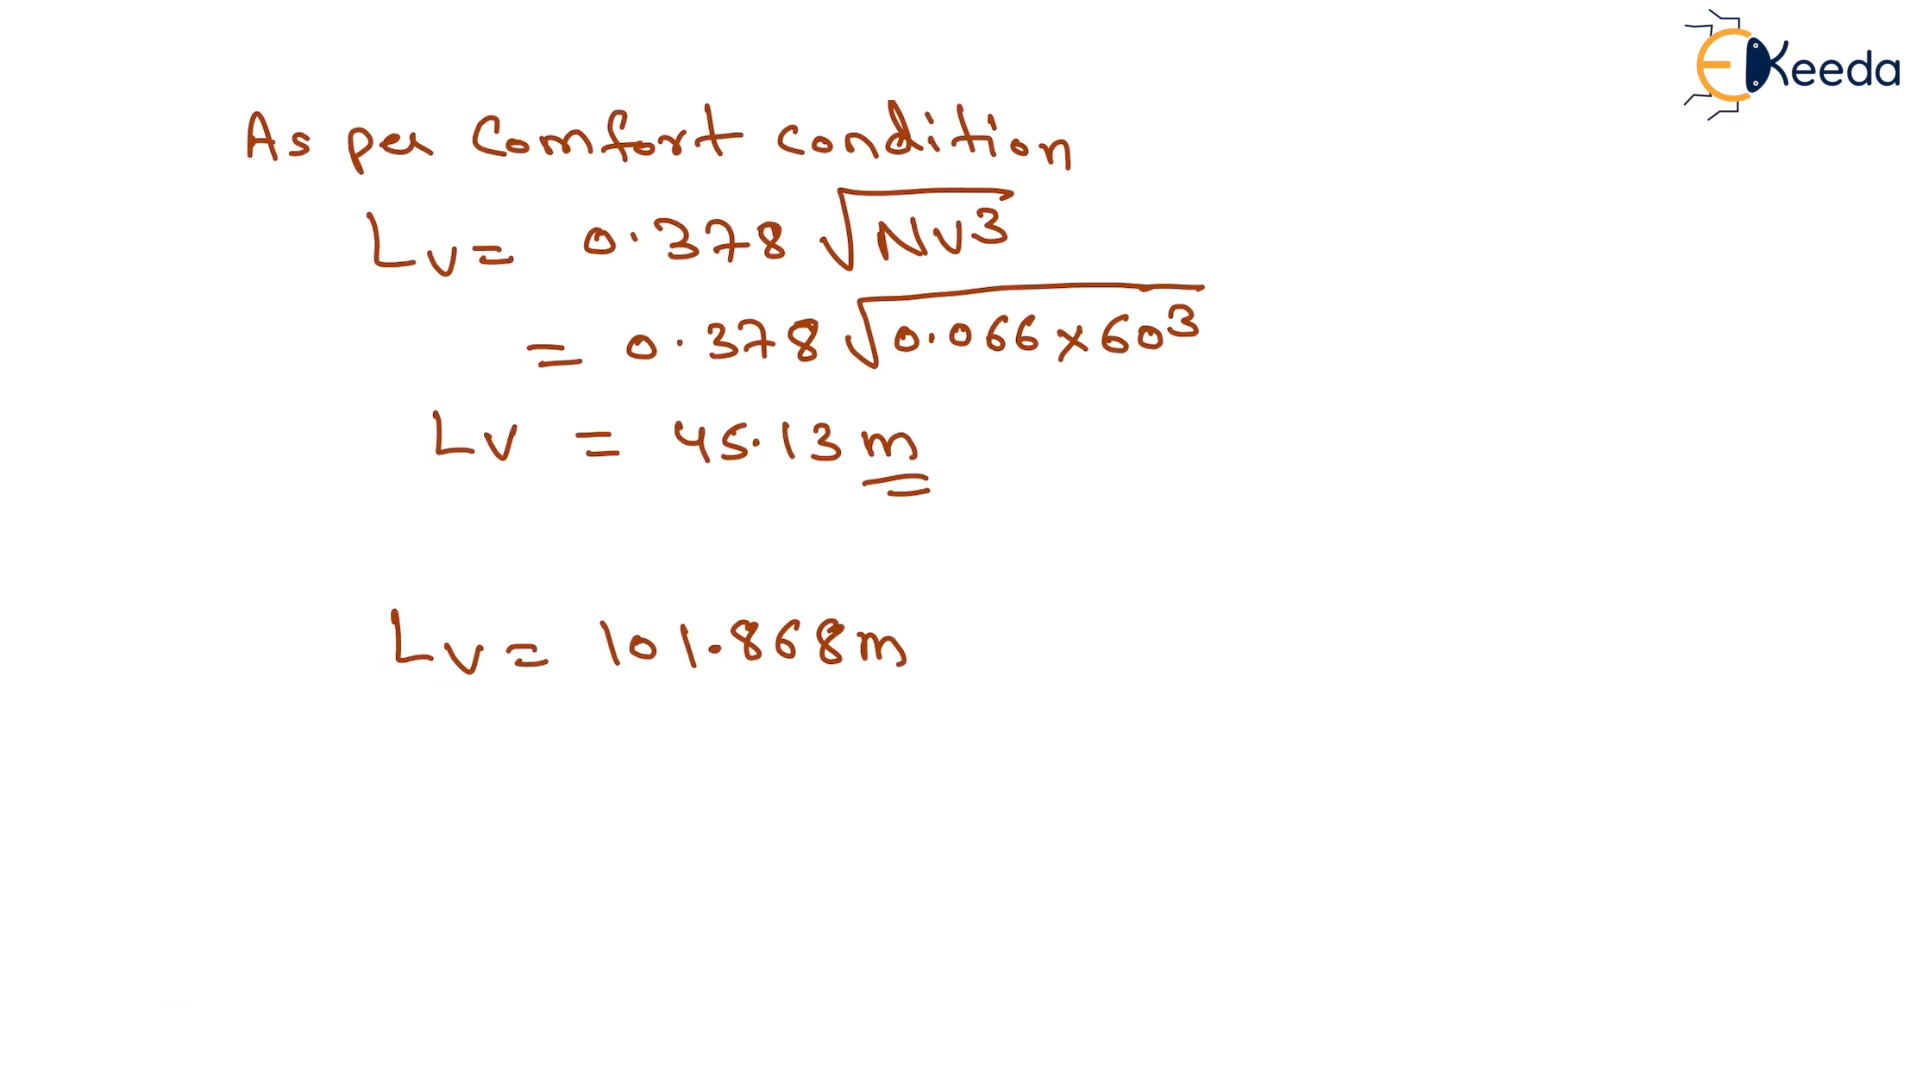 EKeeda
As per Comfort condition
Lv = 0.378 √NV3
= 0.378 √0.066×60³
Lv = 45.13 m
Lv = 101.868m